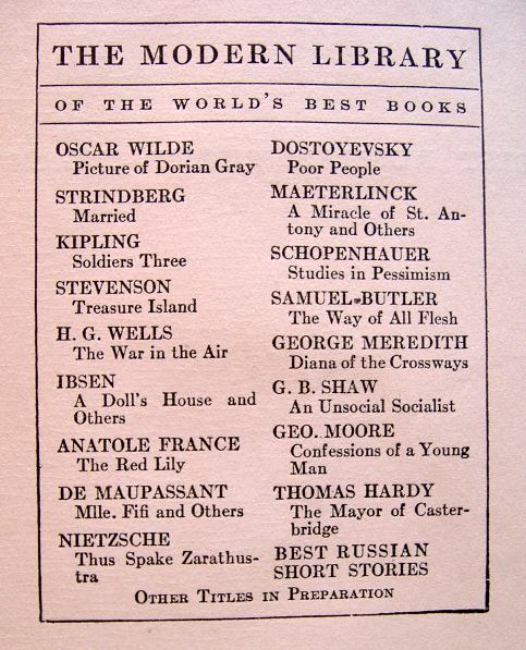 THE MODERN LIBRARY
OF THE WORLD'S BEST BOOKS
OSCAR WILDE
Picture of Dorian Gray
STRINDBERG
Married
KIPLING
Soldiers Three
STEVENSON
Treasure Island
H. G. WELLS
The War in the Air
IBSEN
A Doll's House and
Others
ANATOLE FRANCE
The Red Lily
DE MAUPASSANT
Mlle. Fifi and Others
NIETZSCHE
Thus Spake Zarathus-
tra
DOSTOYEVSKY
Poor People
MAETERLINCK
A Miracle of St. An-
tony and Others
SCHOPENHAUER
Studies in Pessimism
SAMUEL BUTLER
The Way of All Flesh
GEORGE MEREDITH
Diana of the Crossways
G. B. SHAW
An Unsocial Socialist
GEO. MOORE
Confessions of a Young
Man
THOMAS HARDY
The Mayor of Caster-
bridge
BEST RUSSIAN
SHORT STORIES
OTHER TITLES IN PREPARATION